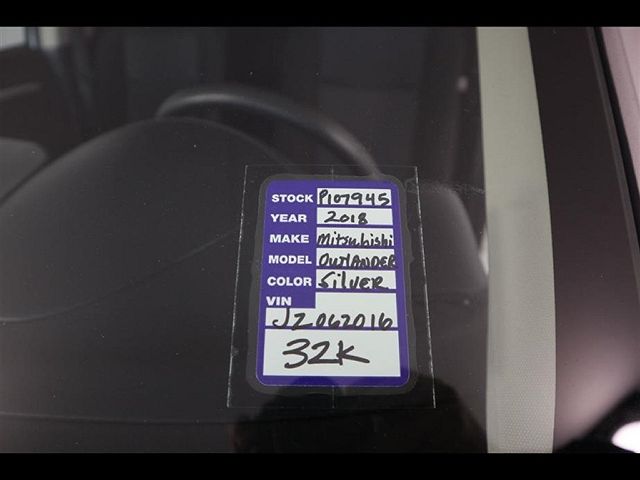 STOCK P107945
YEAR 2018
MAKE Mitsubishi
MODEL OUTLANDER
COLOR SILVER
VIN
JZ062016
32K